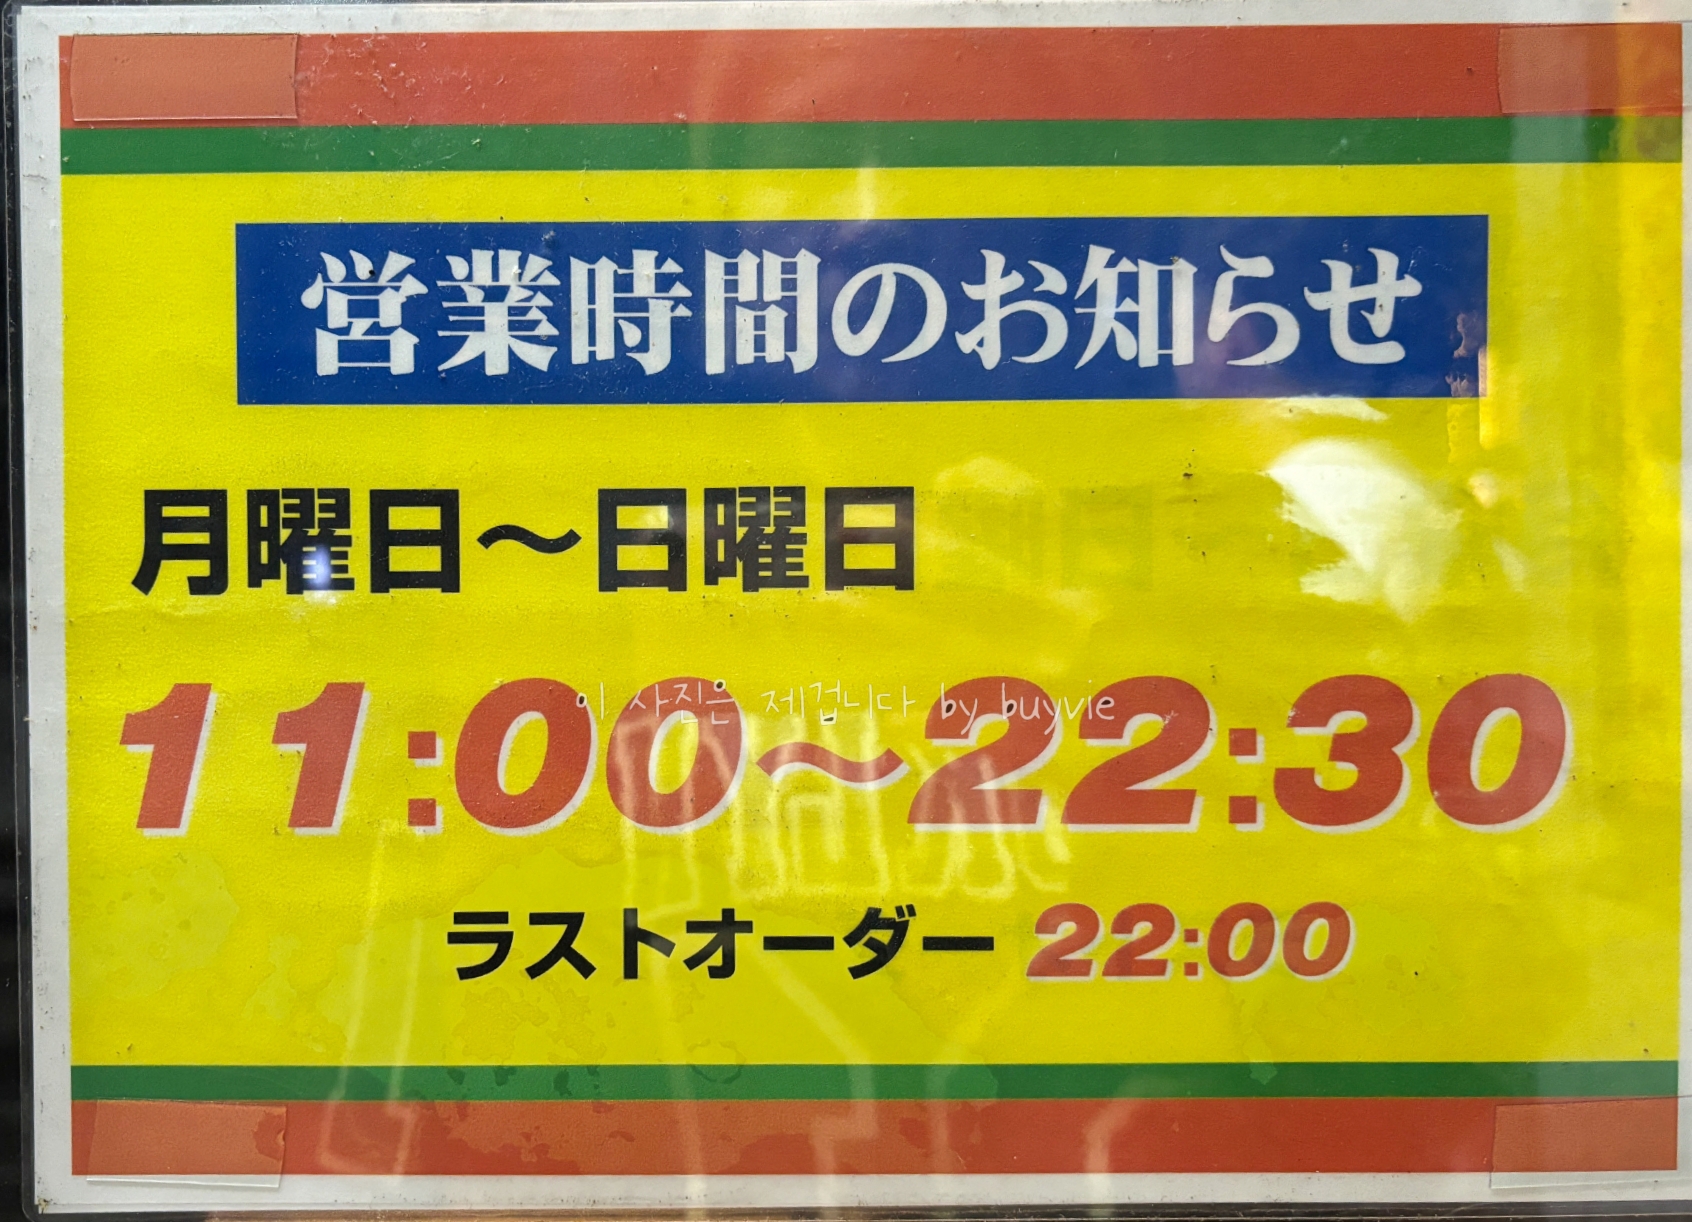 営業時間のお知らせ
月曜日～日曜日
11:00～22:30
이 사진은 제겁니다 by buyvie
ラストオーダー 22:00